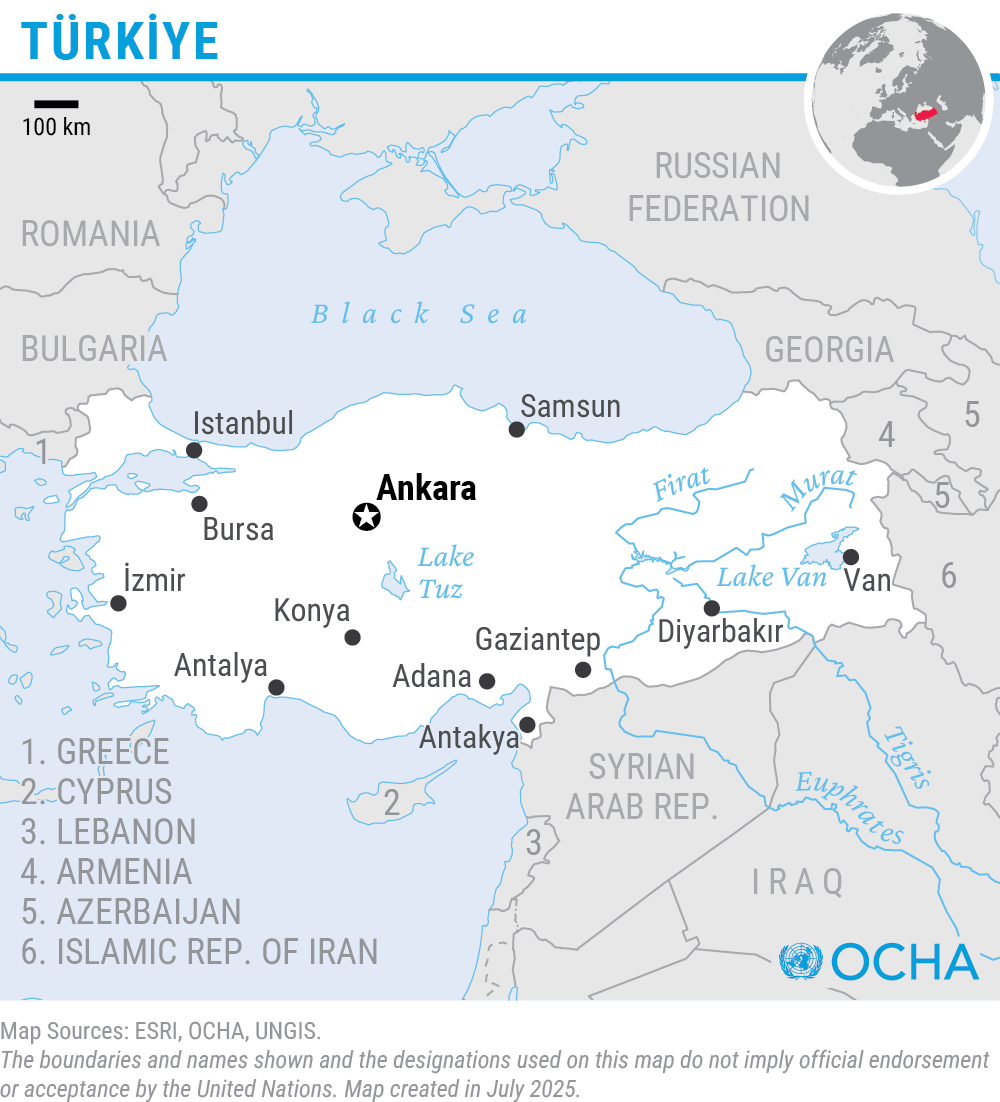 TÜRKİYE
100 km
RUSSIAN
FEDERATION
ROMANIA
Black Sea
BULGARIA
GEORGIA
Samsun
Istanbul
5
4
1
Ankara
Firat
Murat
5
Bursa
Lake
Tuz
Lake Van
Van
6
İzmir
Konya
Diyarbakır
Gaziantep
Antalya
Adana
Antakya
1. GREECE
2. CYPRUS
3. LEBANON
4. ARMENIA
5. AZERBAIJAN
6. ISLAMIC REP. OF IRAN
SYRIAN
ARAB REP.
Tigris
Euphrates
2
3
IRAQ
OCHA
Map Sources: ESRI, OCHA, UNGIS.
The boundaries and names shown and the designations used on this map do not imply official endorsement
or acceptance by the United Nations. Map created in July 2025.